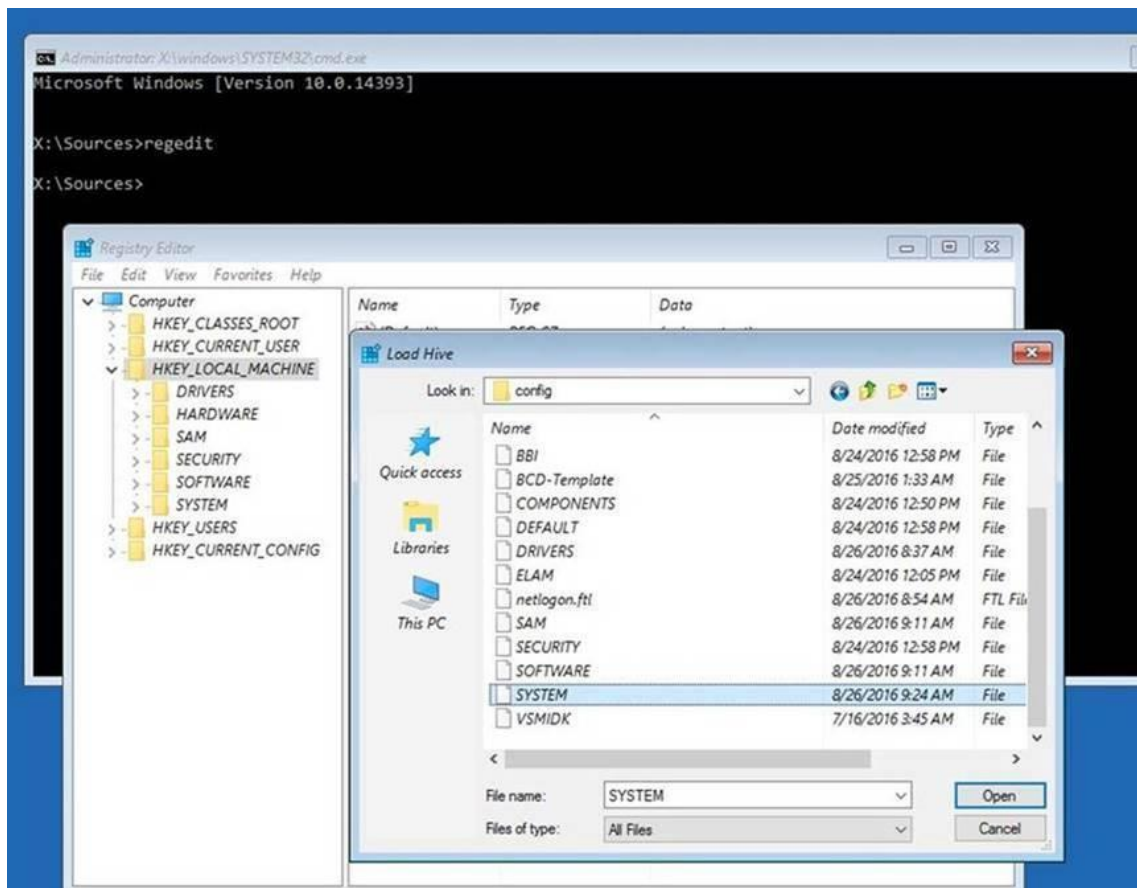 Administrator: X:\windows\SYSTEM32\cmd.exe
Microsoft Windows [Version 10.0.14393]
X:\Sources>regedit
X:\Sources>
Registry Editor
File Edit View Favorites Help
Computer
HKEY_CLASSES_ROOT
HKEY_CURRENT_USER
HKEY_LOCAL_MACHINE
DRIVERS
HARDWARE
SAM
SECURITY
SOFTWARE
SYSTEM
HKEY_USERS
HKEY_CURRENT_CONFIG
Name Type Data
Load Hive
Look in: config
Quick access
Libraries
This PC
Name Date modified Type
BBI 8/24/2016 12:58 PM File
BCD-Template 8/25/2016 1:33 AM File
COMPONENTS 8/24/2016 12:50 PM File
DEFAULT 8/24/2016 12:58 PM File
DRIVERS 8/26/2016 8:37 AM File
ELAM 8/24/2016 12:05 PM File
netlogon.ftl 8/26/2016 8:54 AM FTL File
SAM 8/26/2016 9:11 AM File
SECURITY 8/24/2016 12:58 PM File
SOFTWARE 8/26/2016 9:11 AM File
SYSTEM 8/26/2016 9:24 AM File
VSMIDK 7/16/2016 3:45 AM File
File name: SYSTEM Open
Files of type: All Files Cancel